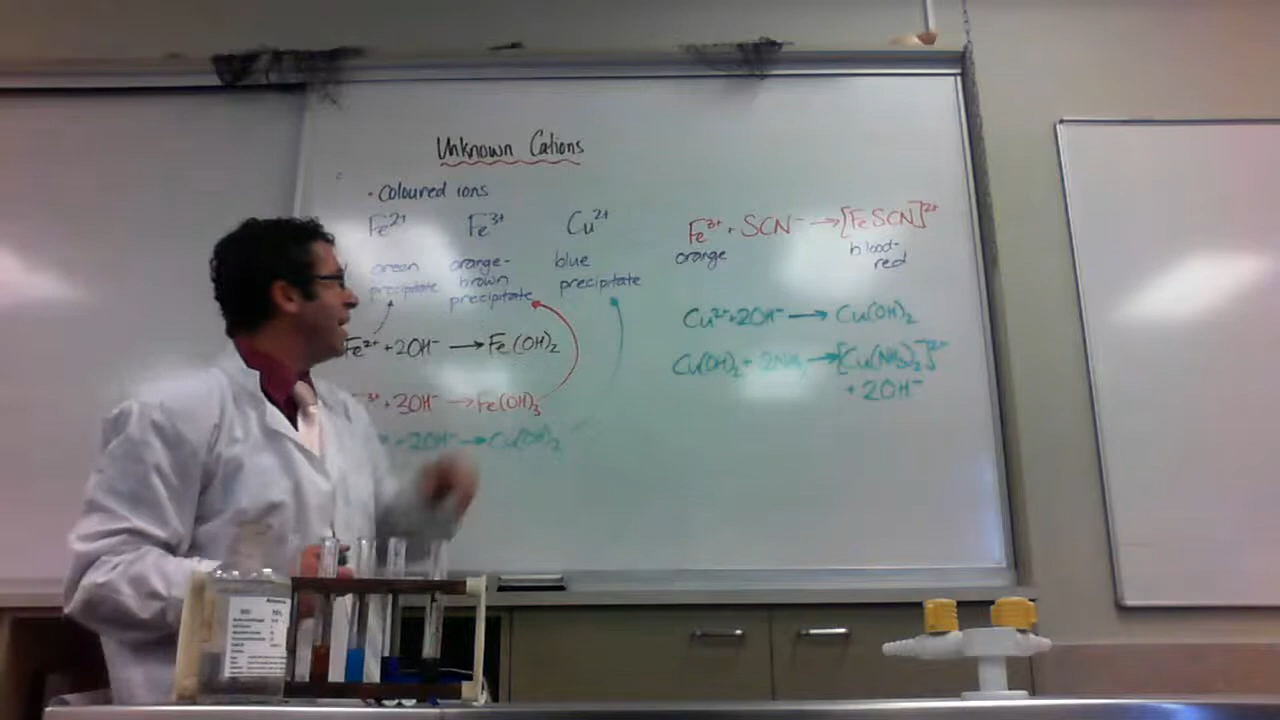 Unknown Cations
• Coloured ions
Fe²⁺ Fe³⁺ Cu²⁺
green precipitate
orange-brown precipitate
blue precipitate
Fe²⁺ + 2OH⁻ → Fe(OH)₂
³⁺ + 3OH⁻ → Fe(OH)₃
+ 2OH⁻ → Cu(OH)₂
Fe³⁺ + SCN⁻ → [FeSCN]²⁺
orange
blood-red
Cu²⁺ + 2OH⁻ → Cu(OH)₂
Cu(OH)₂ + 2NH₃ → [Cu(NH₃)₂]²⁺
+ 2OH⁻